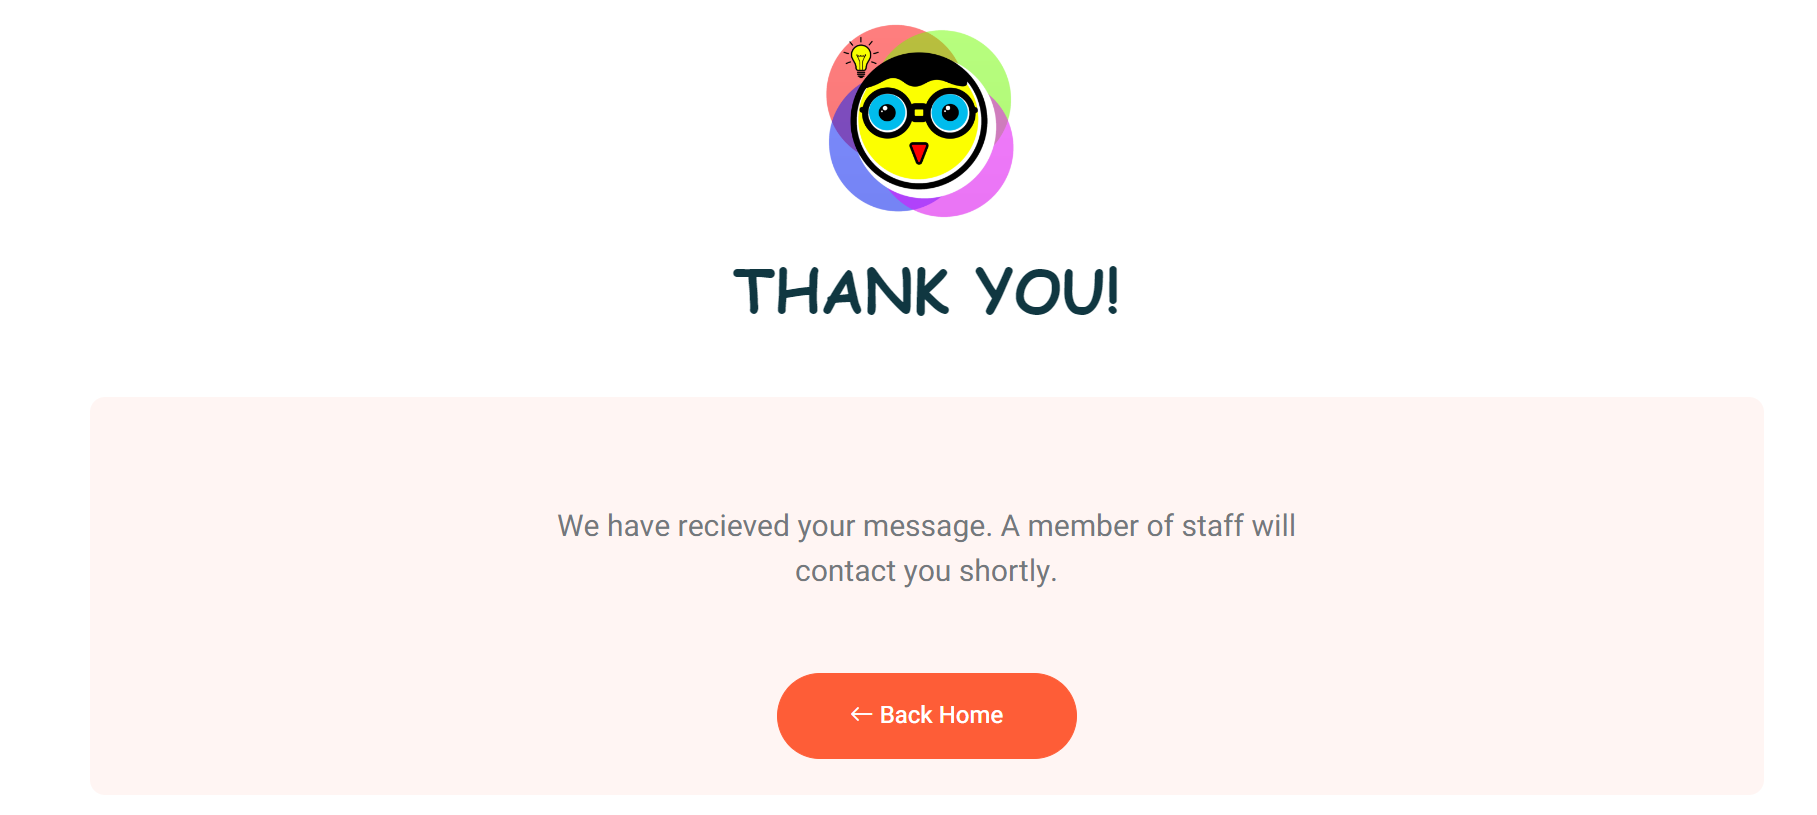 THANK YOU!
We have recieved your message. A member of staff will
contact you shortly.
← Back Home